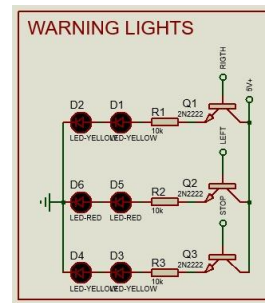 WARNING LIGHTS
RIGTH
5V+
D2 D1 R1 Q1
LED-YELLOW LED-YELLOW 10k 2N2222
LEFT
D6 D5 R2 Q2
LED-RED LED-RED 10k 2N2222
STOP
D4 D3 R3 Q3
LED-YELLOW LED-YELLOW 10k 2N2222